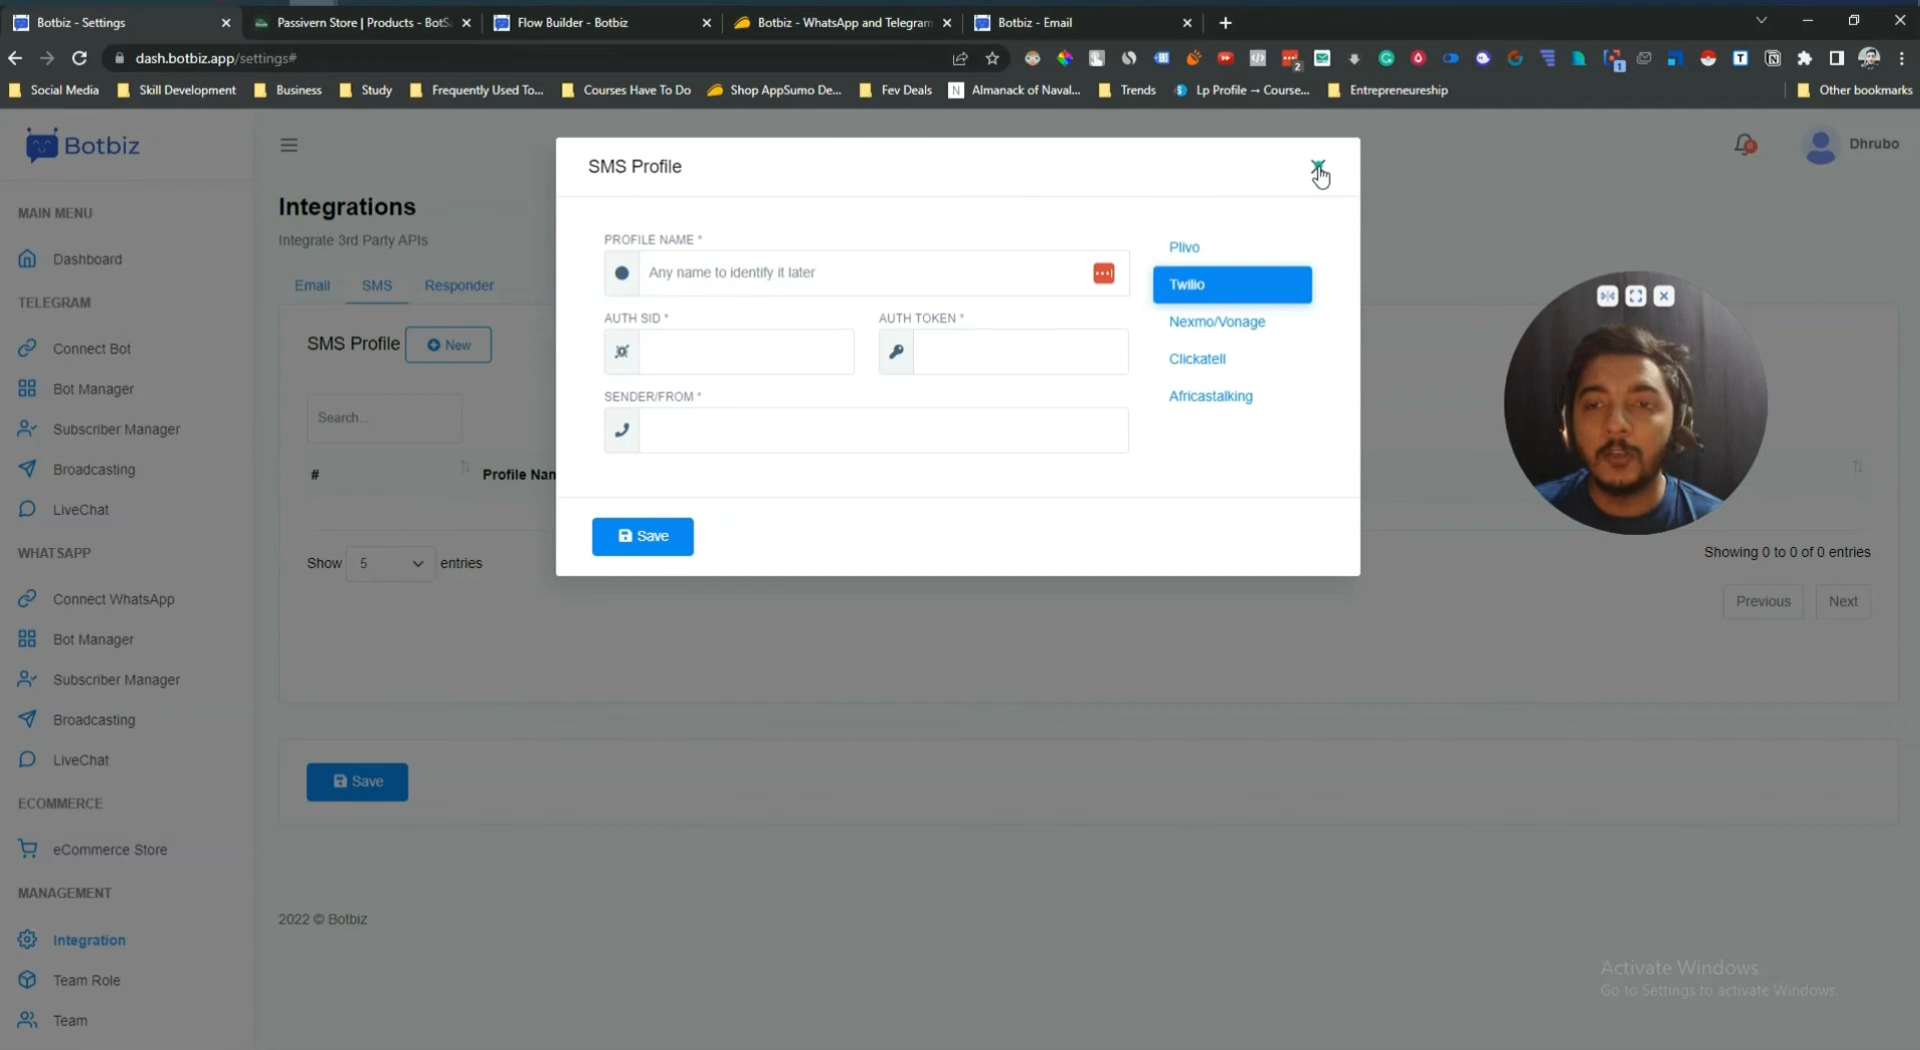 Botbiz - Settings
Passivern Store | Products - BotS
Flow Builder - Botbiz
Botbiz - WhatsApp and Telegram
Botbiz - Email
dash.botbiz.app/settings#
2
1
Social Media
Skill Development
Business
Study
Frequently Used To...
Courses Have To Do
Shop AppSumo De...
Fev Deals
Almanack of Naval...
Trends
Lp Profile → Course...
Entrepreneureship
Other bookmarks
Botbiz
Dhrubo
MAIN MENU
Dashboard
TELEGRAM
Connect Bot
Bot Manager
Subscriber Manager
Broadcasting
LiveChat
WHATSAPP
Connect WhatsApp
Bot Manager
Subscriber Manager
Broadcasting
LiveChat
ECOMMERCE
eCommerce Store
MANAGEMENT
Integration
Team Role
Team
Integrations
Integrate 3rd Party APIs
Email
SMS
Responder
SMS Profile
New
Search...
#
Profile Nan
Show 5 entries
Showing 0 to 0 of 0 entries
Previous
Next
Save
2022 © Botbiz
SMS Profile
PROFILE NAME *
Any name to identify it later
AUTH SID *
AUTH TOKEN *
SENDER/FROM *
Plivo
Twilio
Nexmo/Vonage
Clickatell
Africastalking
Save
Activate Windows
Go to Settings to activate Windows.